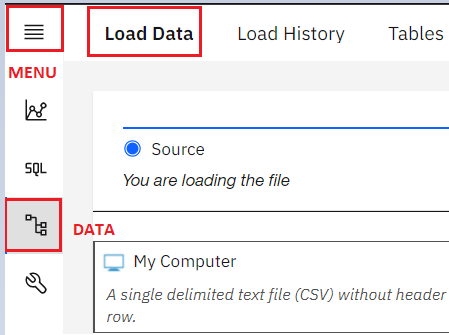 Load Data Load History Tables
MENU
SQL
Source
You are loading the file
DATA
My Computer
A single delimited text file (CSV) without header
row.